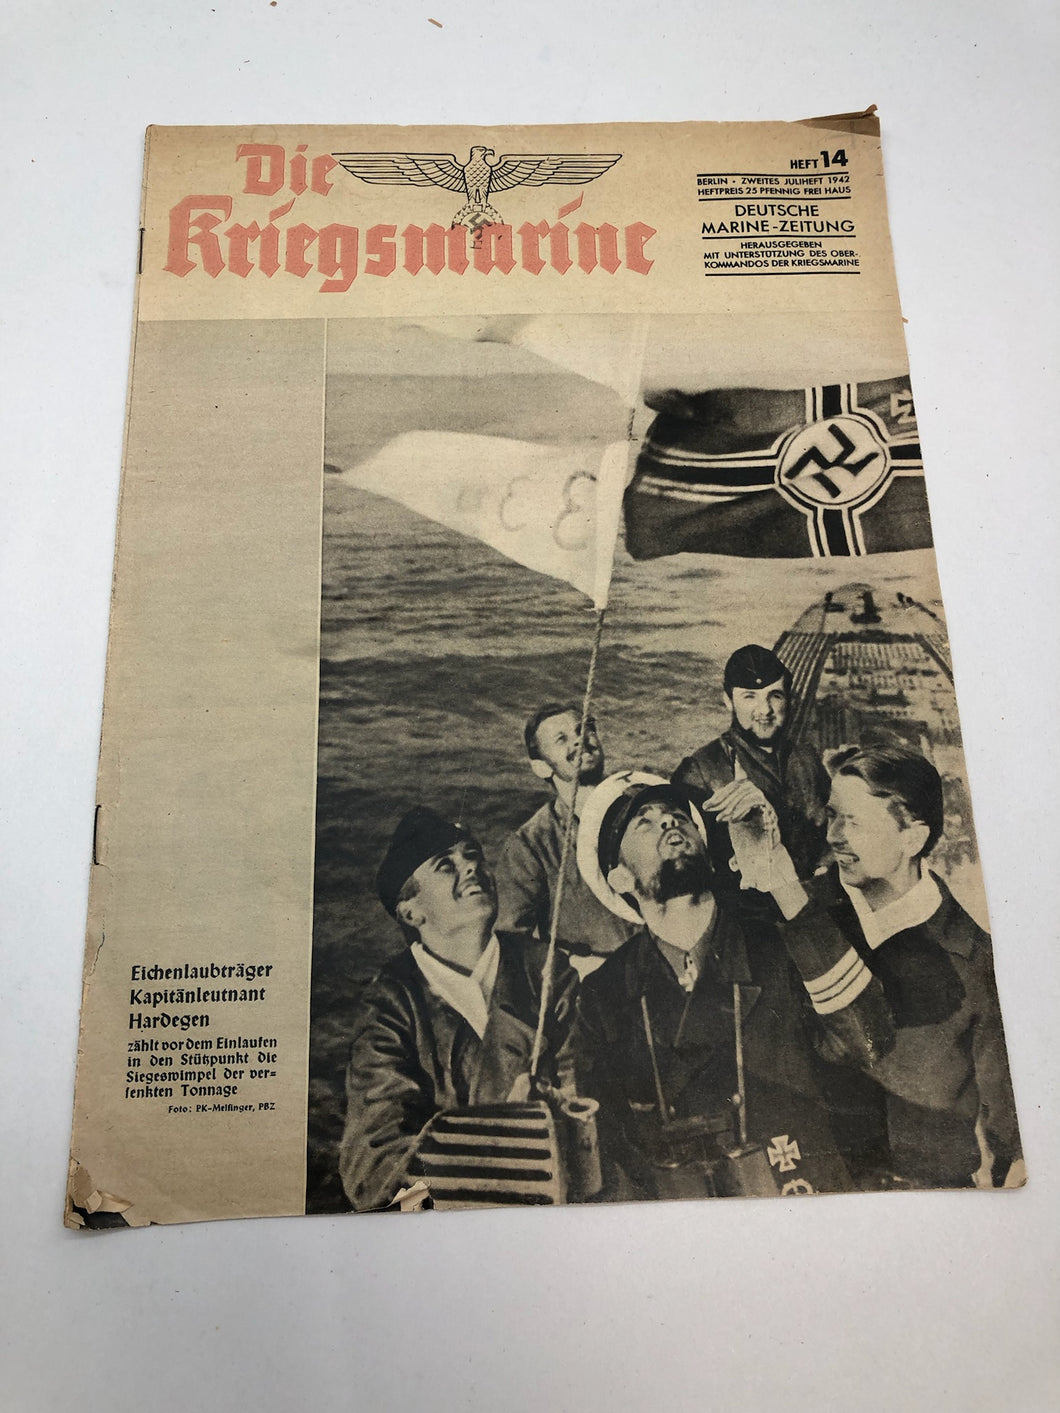 Die
Kriegsmarine
HEFT 14
BERLIN · ZWEITES JULIHEFT 1942
HEFTPREIS 25 PFENNIG FREI HAUS
DEUTSCHE
MARINE-ZEITUNG
HERAUSGEGEBEN
MIT UNTERSTÜTZUNG DES OBER-
KOMMANDOS DER KRIEGSMARINE
Eichenlaubträger
Kapitänleutnant
Hardegen
zählt vor dem Einlaufen
in den Stützpunkt die
Siegeswimpel der ver=
senkten Tonnage
Foto: PK-Meisinger, PBZ